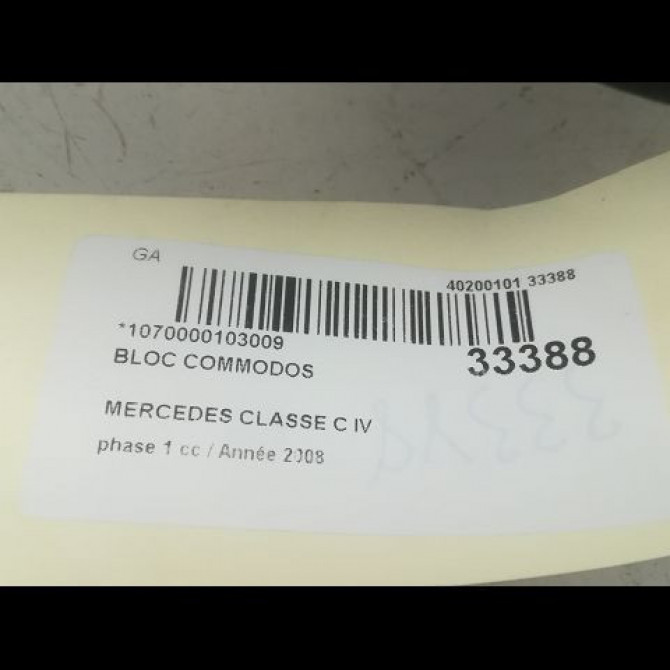 GA
40200101 33388
*1070000103009
33388
BLOC COMMODOS
MERCEDES CLASSE C IV
phase 1 cc / Année 2008